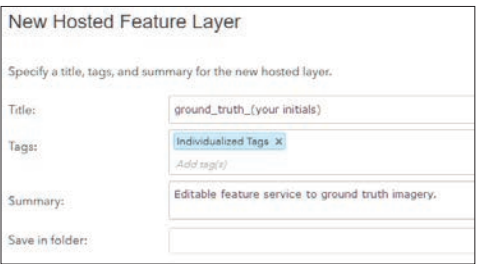 New Hosted Feature Layer
Specify a title, tags, and summary for the new hosted layer.
Title: ground_truth_(your initials)
Tags: Individualized Tags ×
Add tag(s)
Summary: Editable feature service to ground truth imagery.
Save in folder: